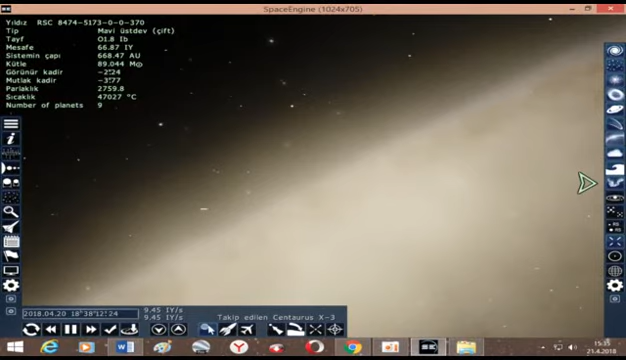 SpaceEngine (1024x705)
Yıldız RSC 8474-5173-0-0-370
Tip Mavi üstdev (çift)
Tayf O1.8 Ib
Mesafe 66.87 IY
Sistemin çapı 668.47 AU
Kütle 89.044 M☉
Görünür kadir -2.24
Mutlak kadir -3.77
Parlaklık 2759.8
Sıcaklık 47027 °C
Number of planets 9
2018.04.20 18:38:12.24
9.45 IY/s
9.45 IY/s
Takip edilen Centaurus X-3
15:35
21.4.2018